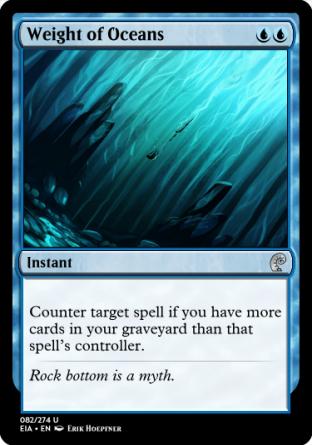 Weight of Oceans
Instant
Counter target spell if you have more
cards in your graveyard than that
spell's controller.
Rock bottom is a myth.
082/274 U
EIA • EN Erik Hoepfner